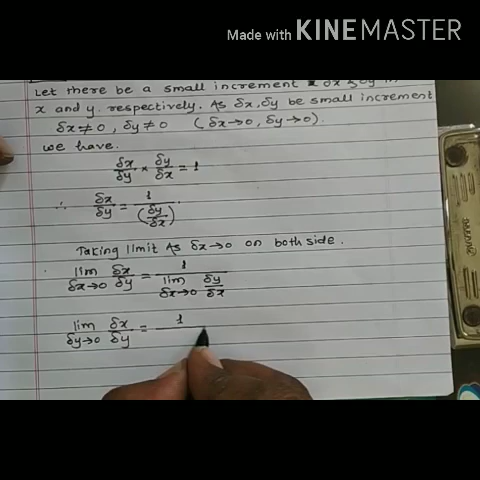 Made with KINEMASTER
Let there be a small increment δx & δy in
x and y respectively. As δx, δy be small increment
δx ≠ 0, δy ≠ 0 (δx→0, δy→0).
we have.
δx/δy × δy/δx = 1
∴ δx/δy = 1/(δy/δx).
Taking limit As δx→0 on both side.
lim δx→0 δx/δy = 1/(lim δx→0 δy/δx)
lim δy→0 δx/δy = 1